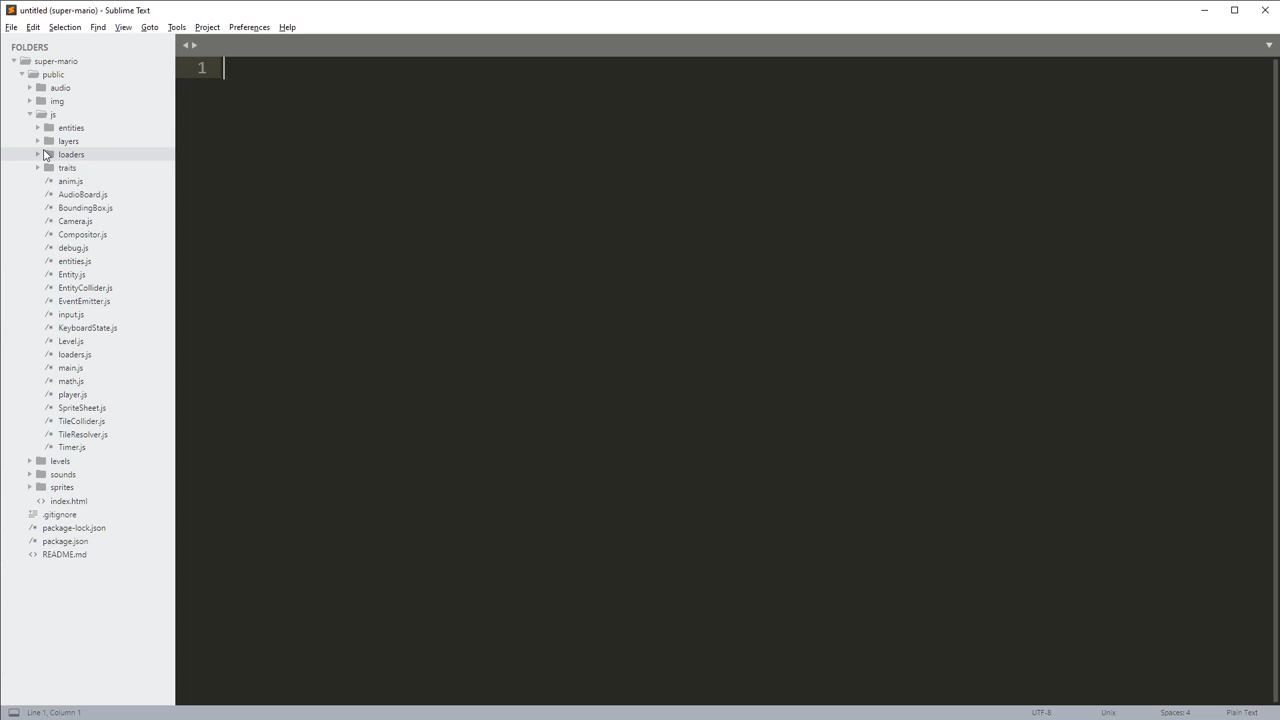 untitled (super-mario) - Sublime Text
File Edit Selection Find View Goto Tools Project Preferences Help
FOLDERS
super-mario
public
audio
img
js
entities
layers
loaders
traits
/* anim.js
/* AudioBoard.js
/* BoundingBox.js
/* Camera.js
/* Compositor.js
/* debug.js
/* entities.js
/* Entity.js
/* EntityCollider.js
/* EventEmitter.js
/* input.js
/* KeyboardState.js
/* Level.js
/* loaders.js
/* main.js
/* math.js
/* player.js
/* SpriteSheet.js
/* TileCollider.js
/* TileResolver.js
/* Timer.js
levels
sounds
sprites
<> index.html
.gitignore
/* package-lock.json
/* package.json
<> README.md
1
Line 1, Column 1 UTF-8 Unix Spaces: 4 Plain Text